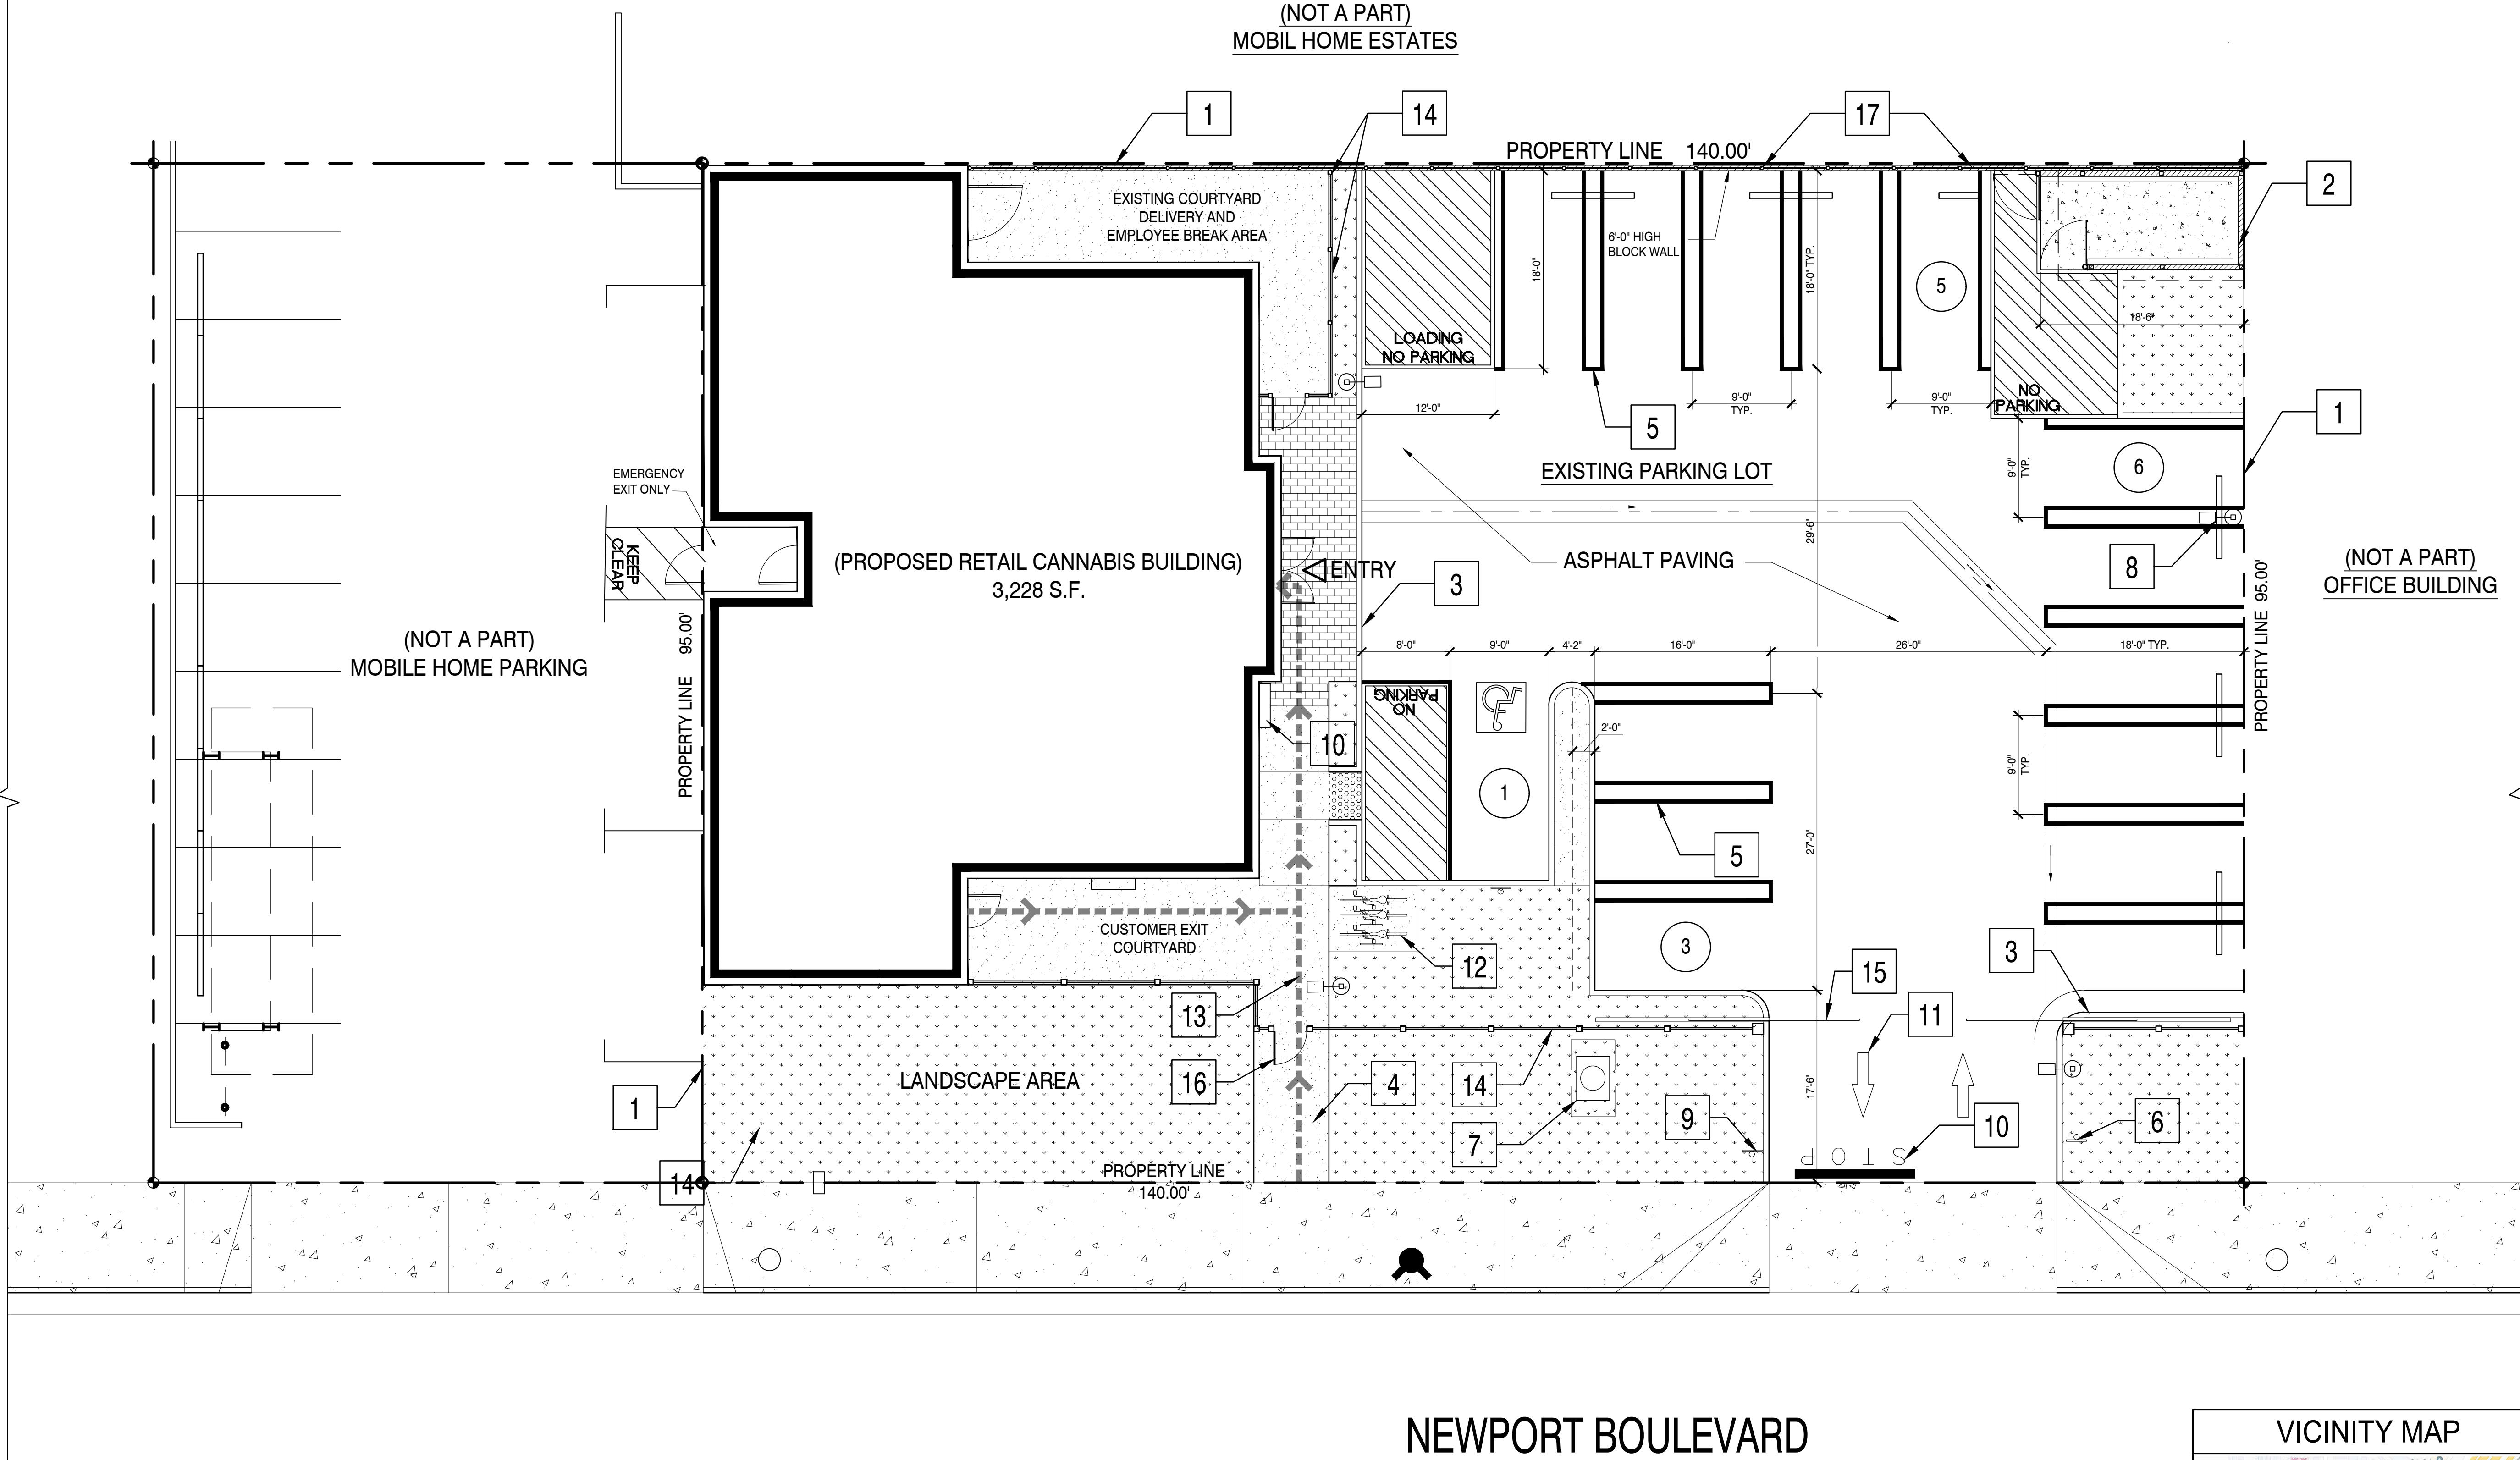 (NOT A PART)
MOBIL HOME ESTATES
1
14
17
PROPERTY LINE 140.00'
2
EXISTING COURTYARD
DELIVERY AND
EMPLOYEE BREAK AREA
6'-0" HIGH
BLOCK WALL
18'-0"
18'-0" TYP.
5
18'-6"
LOADING
NO PARKING
NO
PARKING
12'-0"
9'-0"
TYP.
9'-0"
TYP.
5
1
EXISTING PARKING LOT
9'-0"
TYP.
6
EMERGENCY
EXIT ONLY
KEEP
CLEAR
(PROPOSED RETAIL CANNABIS BUILDING)
3,228 S.F.
ENTRY
3
29'-6"
ASPHALT PAVING
8
(NOT A PART)
OFFICE BUILDING
PROPERTY LINE 95.00'
(NOT A PART)
MOBILE HOME PARKING
PROPERTY LINE 95.00'
8'-0"
9'-0"
4'-2"
16'-0"
26'-0"
18'-0" TYP.
NO
PARKING
10
2'-0"
1
9'-0"
TYP.
5
27'-0"
CUSTOMER EXIT
COURTYARD
12
3
3
15
13
11
16
4
14
7
9
10
6
17'-6"
LANDSCAPE AREA
1
14
STOP
PROPERTY LINE
140.00'
NEWPORT BOULEVARD
VICINITY MAP